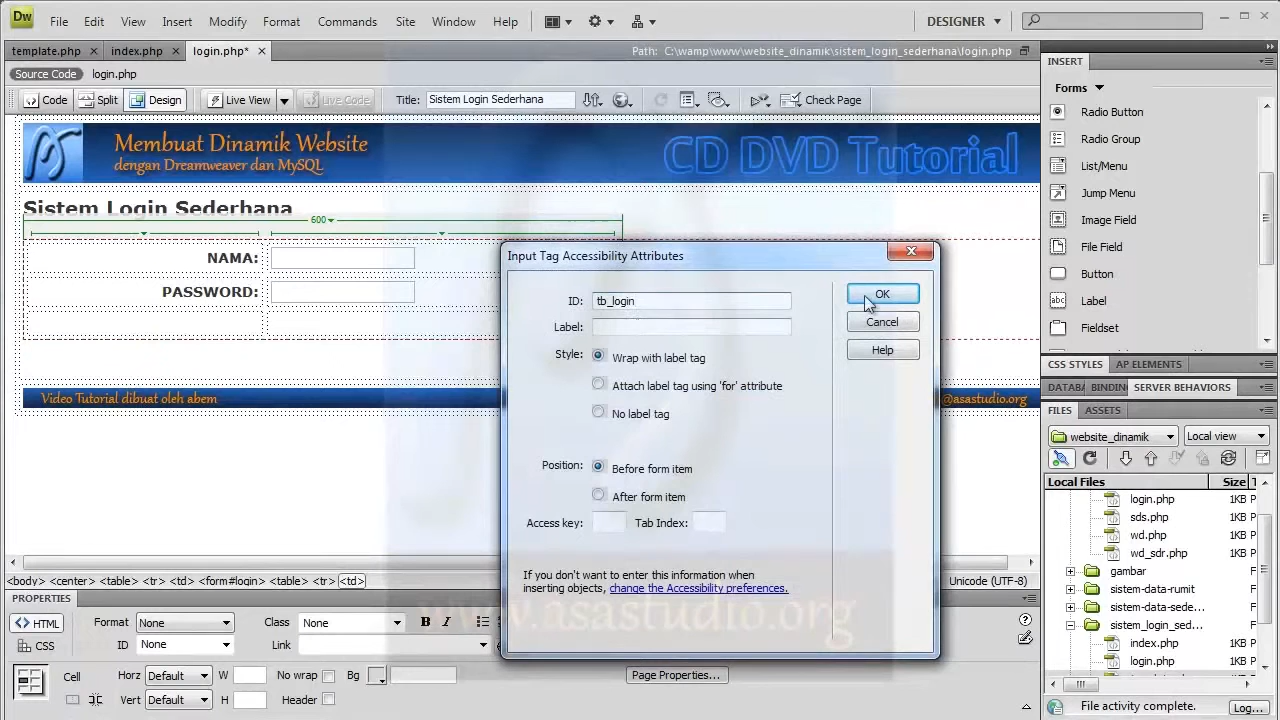 Dw File Edit View Insert Modify Format Commands Site Window Help DESIGNER
template.php index.php login.php* Path: C:\wamp\www\website_dinamik\sistem_login_sederhana\login.php
Source Code login.php
Code Split Design Live View Live Code Title: Sistem Login Sederhana Check Page
Membuat Dinamik Website
dengan Dreamweaver dan MySQL
CD DVD Tutorial
Sistem Login Sederhana
600
NAMA:
PASSWORD:
Video Tutorial dibuat oleh abem
@asastudio.org
Input Tag Accessibility Attributes
ID: tb_login
Label:
Style: Wrap with label tag
Attach label tag using 'for' attribute
No label tag
Position: Before form item
After form item
Access key: Tab Index:
If you don't want to enter this information when
inserting objects, change the Accessibility preferences.
OK
Cancel
Help
www.asastudio.org
<body> <center> <table> <tr> <td> <form#login> <table> <tr> <td>
Unicode (UTF-8)
PROPERTIES
HTML Format None Class None B I
CSS ID None Link
Cell Horz Default W No wrap Bg Page Properties...
Vert Default H Header
INSERT
Forms
Radio Button
Radio Group
List/Menu
Jump Menu
Image Field
File Field
Button
abc Label
Fieldset
CSS STYLES AP ELEMENTS
DATABA BINDING SERVER BEHAVIORS
FILES ASSETS
website_dinamik Local view
Local Files Size T
login.php 1KB P
sds.php 1KB P
wd.php 1KB P
wd_sdr.php 1KB P
gambar F
sistem-data-rumit F
sistem-data-sede... F
sistem_login_sed... F
index.php 1KB P
login.php 1KB P
File activity complete. Log...